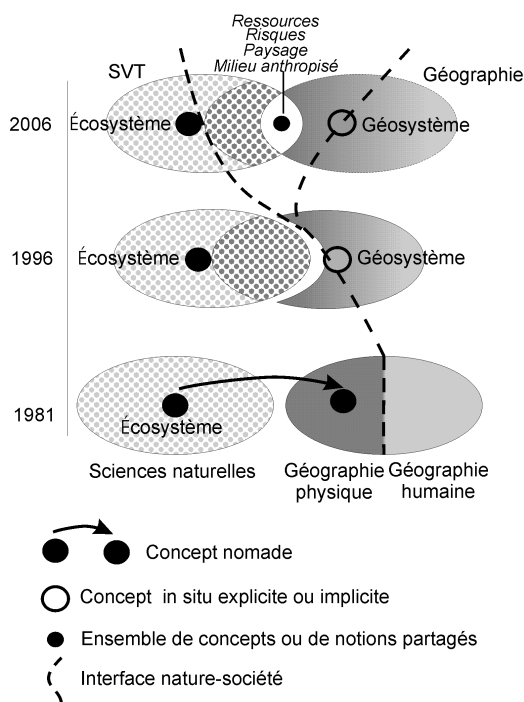 Ressources
Risques
Paysage
Milieu anthropisé
SVT
Géographie
2006
Écosystème
Géosystème
1996
Écosystème
Géosystème
1981
Écosystème
Sciences naturelles
Géographie physique
Géographie humaine
Concept nomade
Concept in situ explicite ou implicite
Ensemble de concepts ou de notions partagés
Interface nature-société